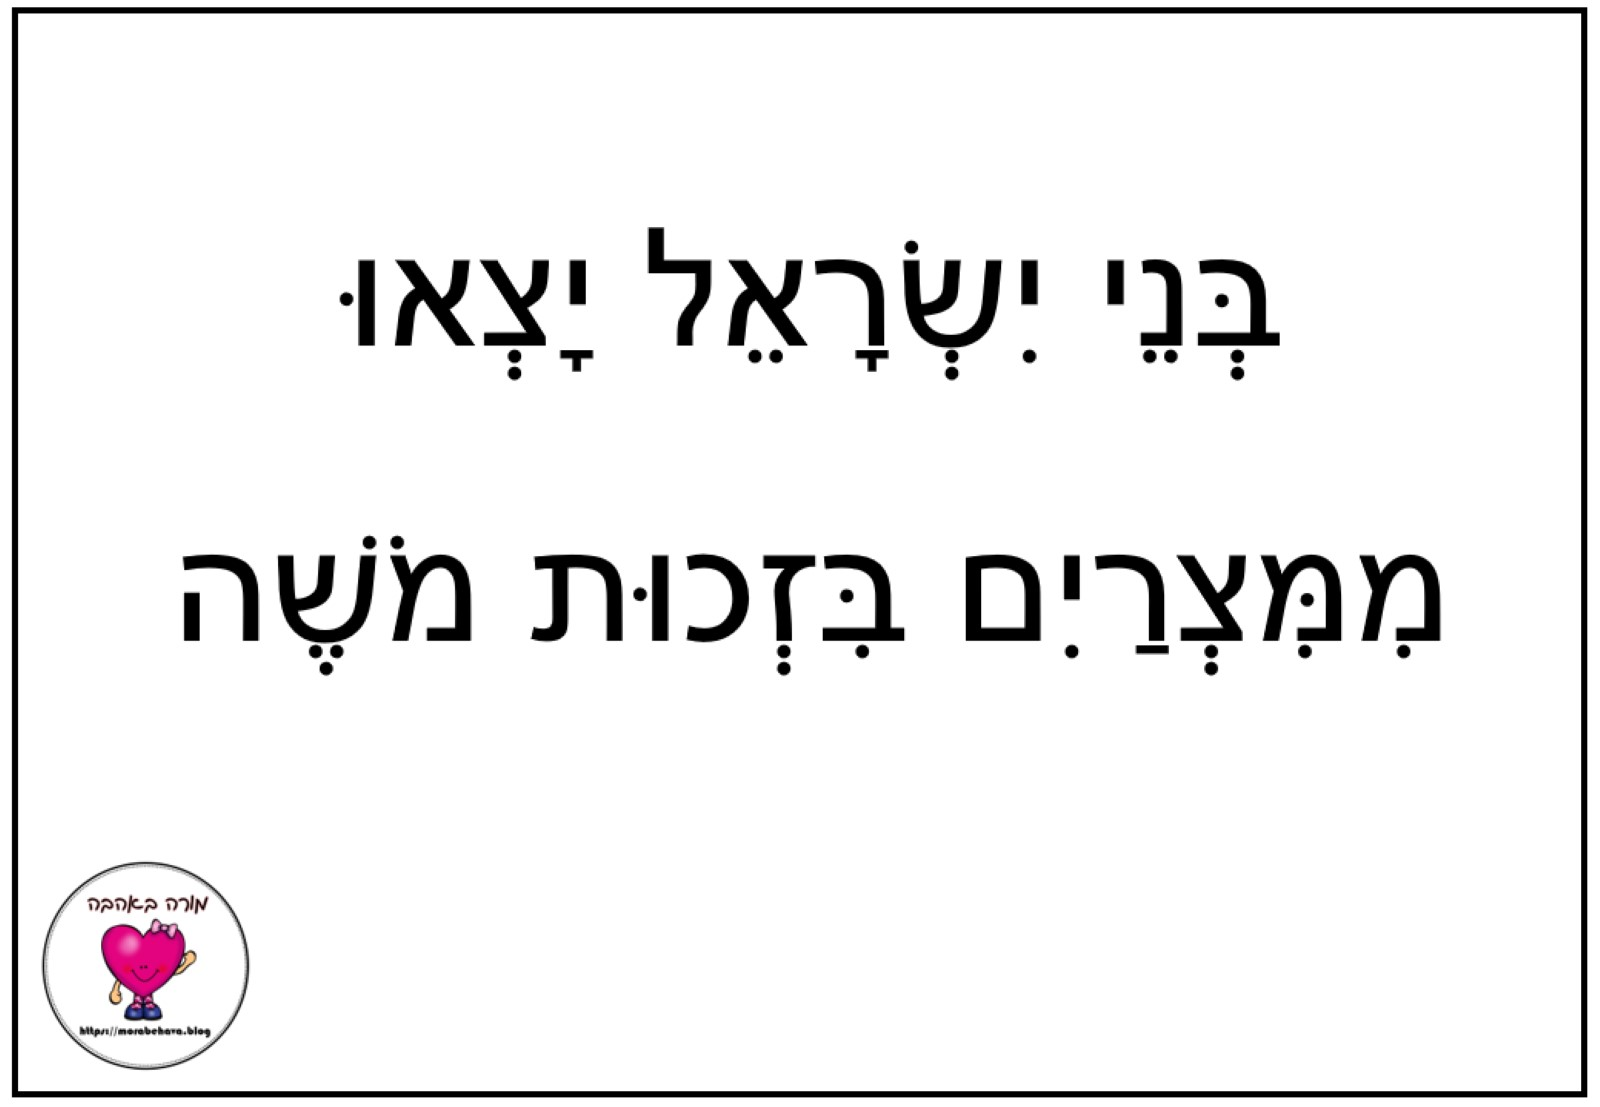 בְּנֵי יִשְׂרָאֵל יָצְאוּ
מִמִּצְרַיִם בִּזְכוּת מֹשֶׁה
מורה באהבה
https://morabehava.blog